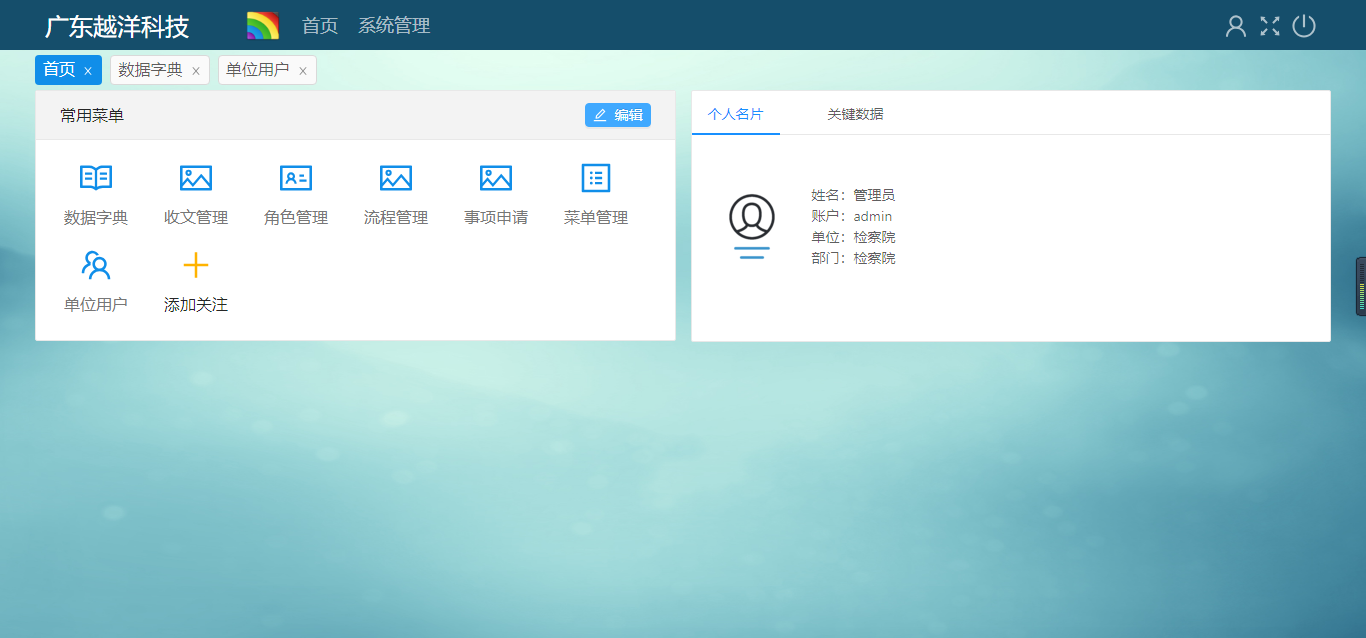 广东越洋科技 首页 系统管理
首页 x 数据字典 x 单位用户 x
常用菜单 编辑
数据字典 收文管理 角色管理 流程管理 事项申请 菜单管理
单位用户 添加关注
个人名片 关键数据
姓名：管理员
账户：admin
单位：检察院
部门：检察院